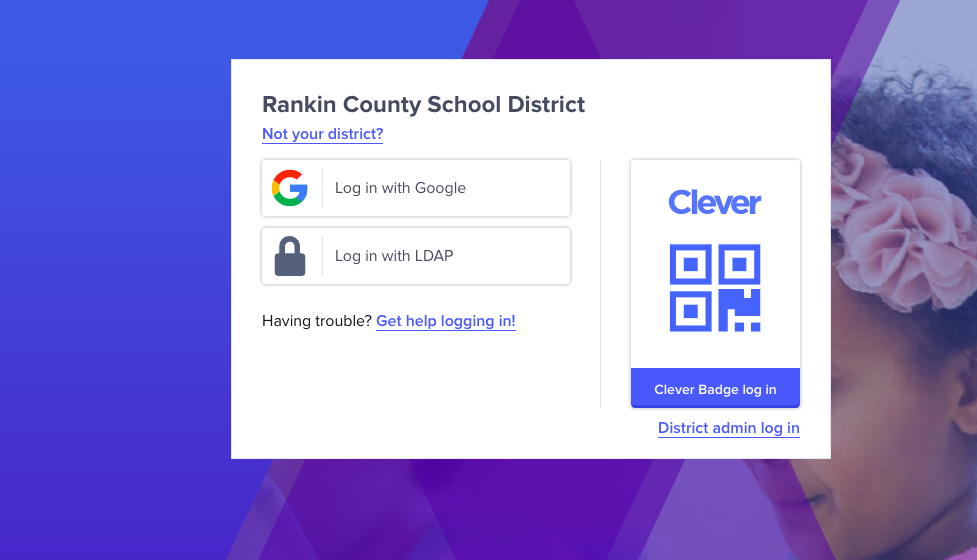 Rankin County School District
Not your district?
Log in with Google
Log in with LDAP
Having trouble? Get help logging in!
Clever
Clever Badge log in
District admin log in